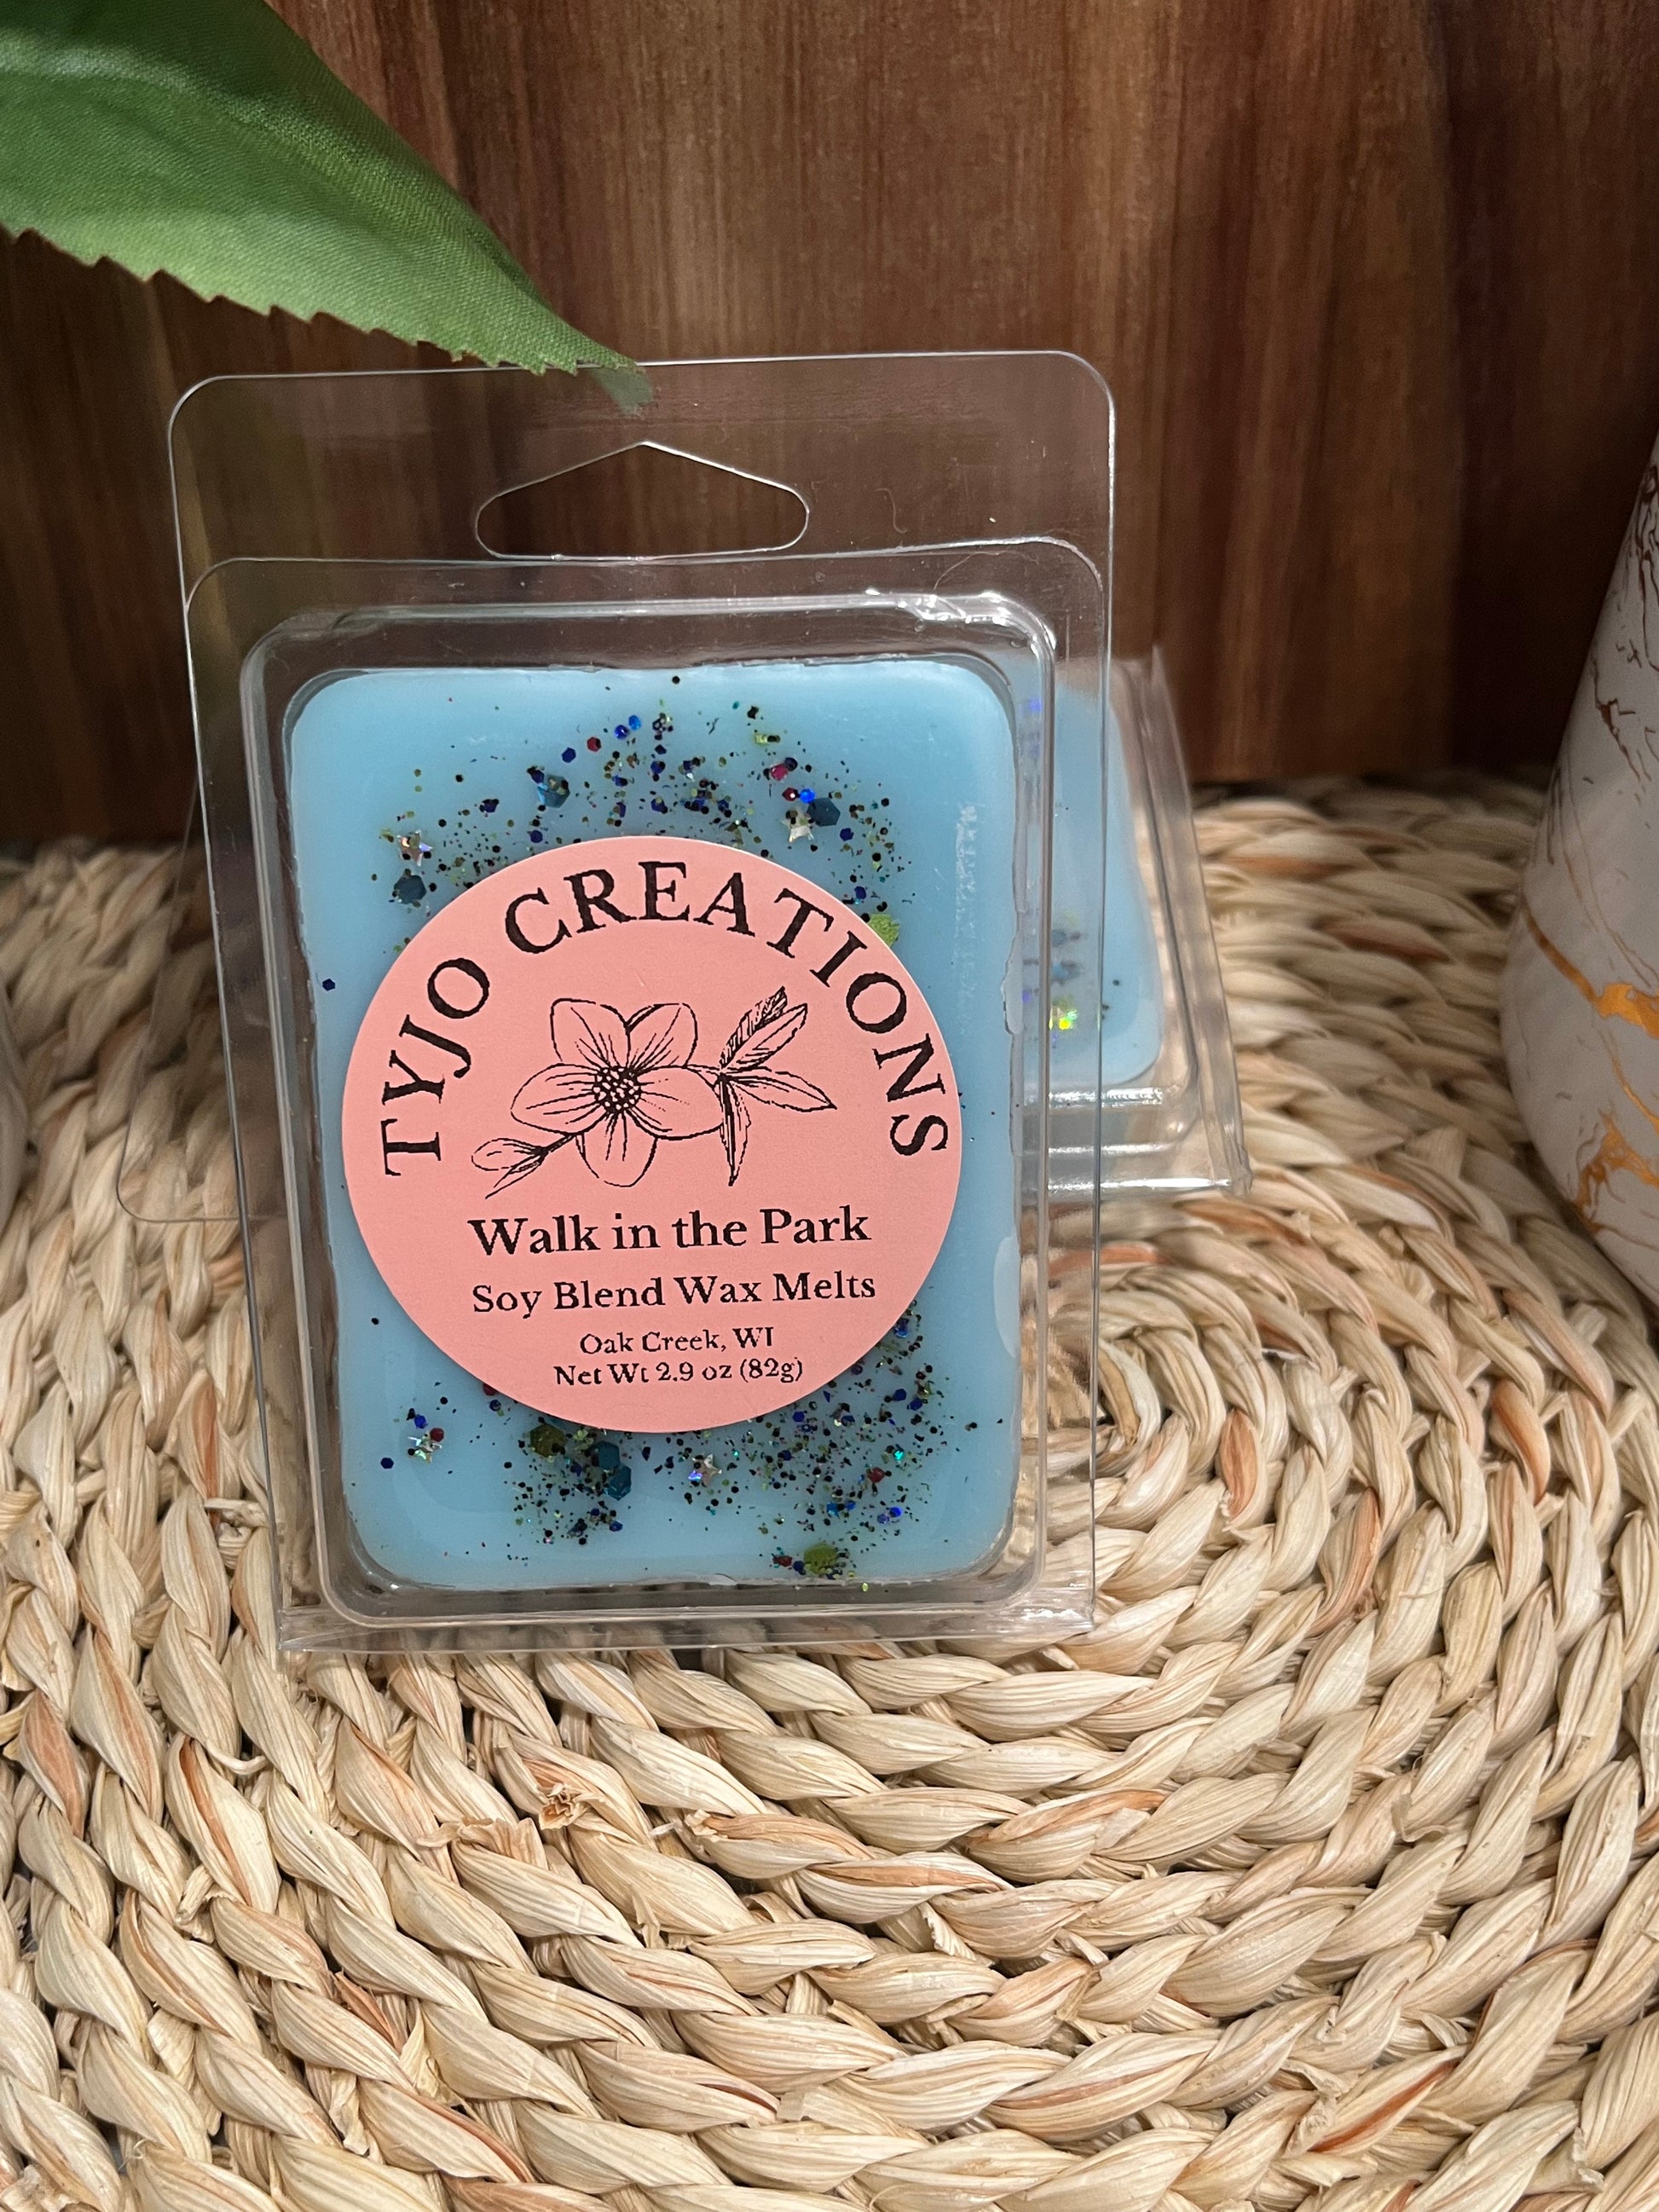 TYJO CREATIONS
Walk in the Park
Soy Blend Wax Melts
Oak Creek, WI
Net Wt 2.9 oz (82g)